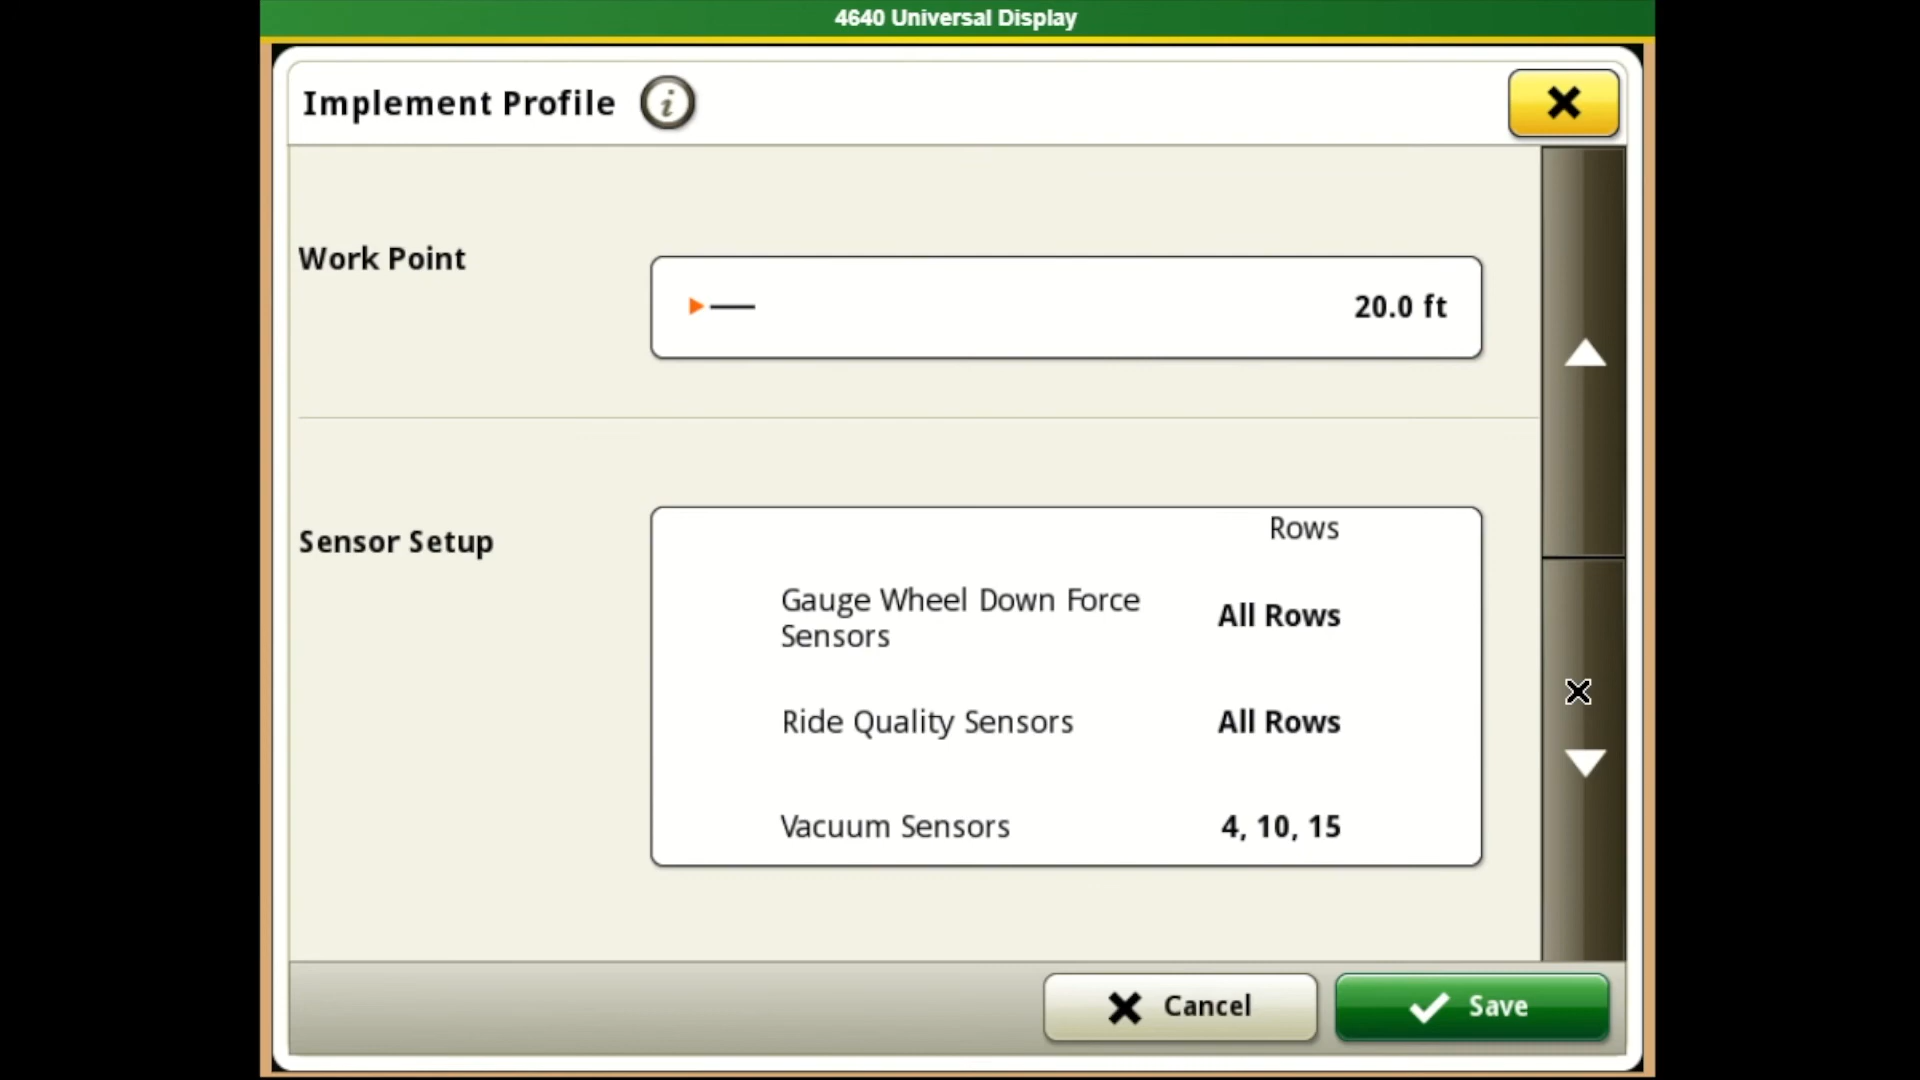 4640 Universal Display
Implement Profile
Work Point
20.0 ft
Sensor Setup
Rows
Gauge Wheel Down Force
Sensors
All Rows
Ride Quality Sensors
All Rows
Vacuum Sensors
4, 10, 15
Cancel
Save